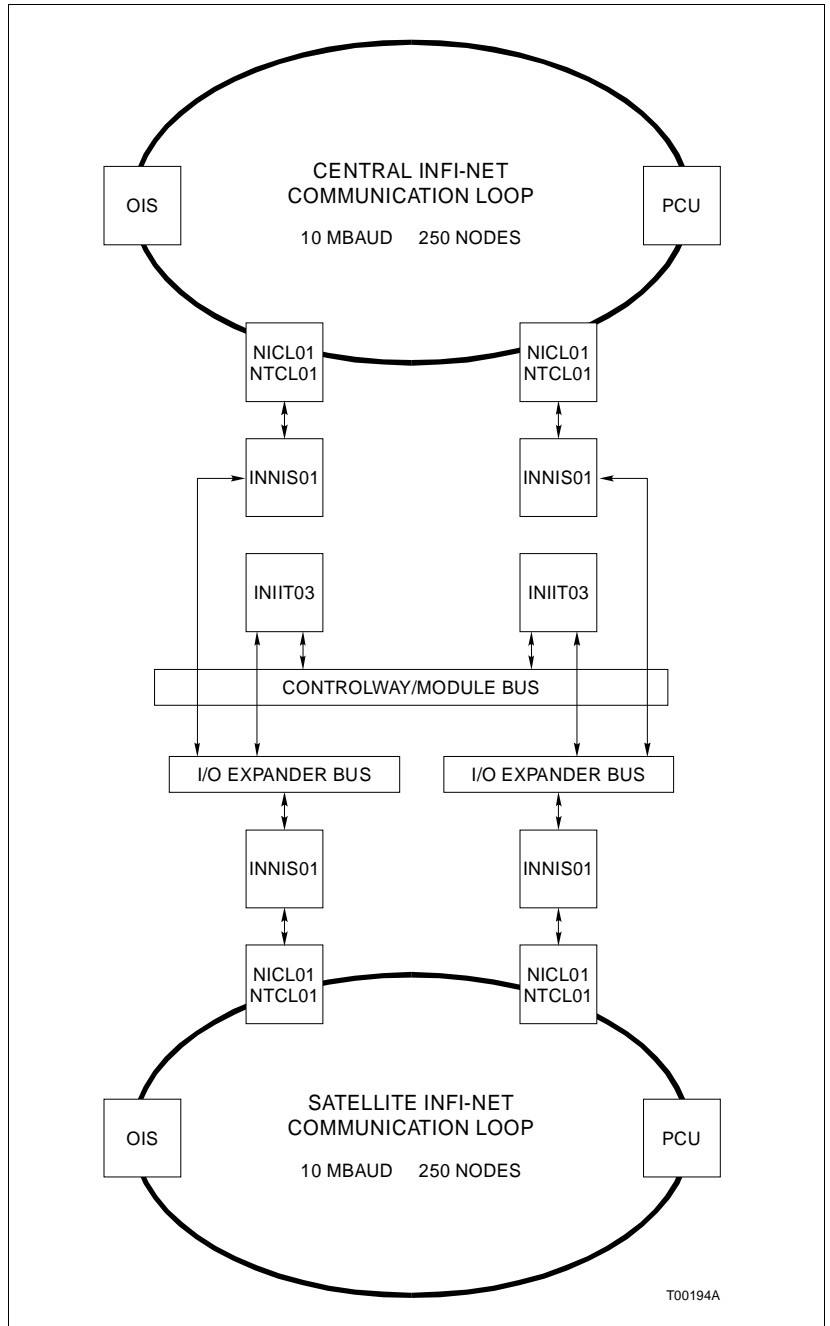 CENTRAL INFI-NET
COMMUNICATION LOOP
10 MBAUD 250 NODES
OIS
PCU
NICL01
NTCL01
NICL01
NTCL01
INNIS01
INNIS01
INIIT03
INIIT03
CONTROLWAY/MODULE BUS
I/O EXPANDER BUS
I/O EXPANDER BUS
INNIS01
INNIS01
NICL01
NTCL01
NICL01
NTCL01
SATELLITE INFI-NET
COMMUNICATION LOOP
10 MBAUD 250 NODES
OIS
PCU
T00194A